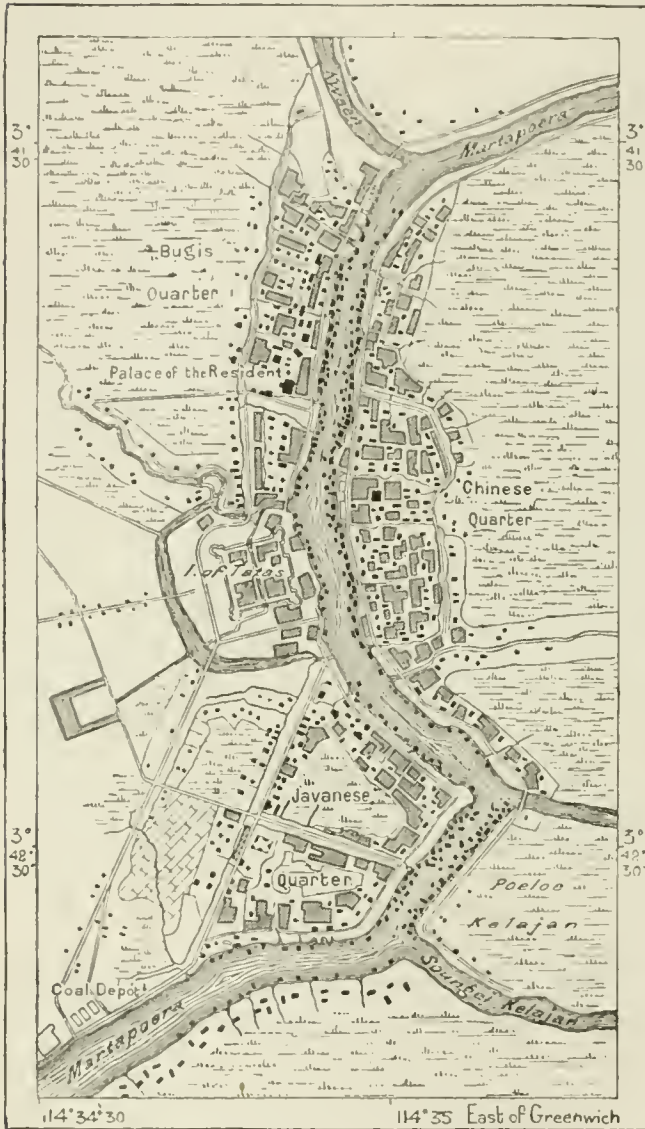 Kween
Martapoera
3°
41
30
3°
41
30
Bugis
Quarter
Palace of the Resident
Chinese
Quarter
I. of Tatas
Javanese
Quarter
3°
42
30
3°
42
30
Poeloe
Kelajan
Coal Depot
Soungei Kelajan
Martapoera
114°34'30
114°35 East of Greenwich